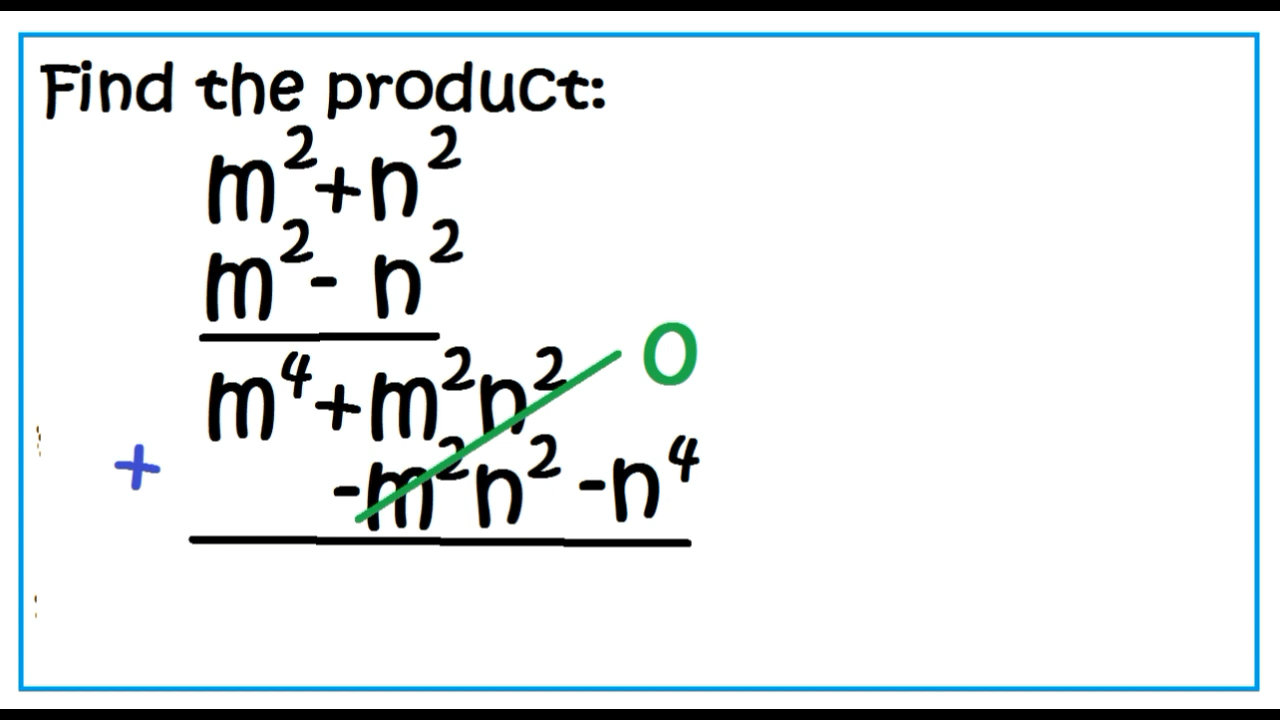 Find the product:
m²+n²
m²- n²
m⁴+m²n² 0
+ -m²n² -n⁴